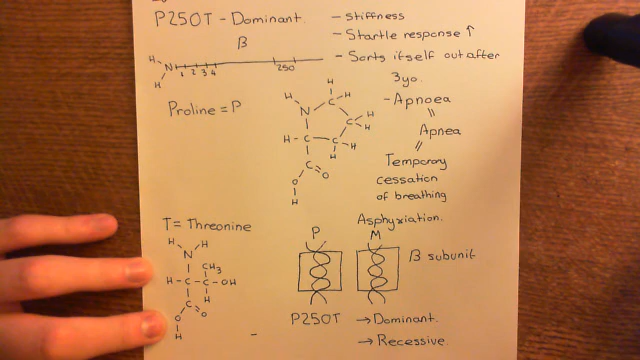 P250T - Dominant.
- Stiffness
- Startle response ↑
β
- Sorts itself out after
3yo.
H
N
H
1 2 3 4
250
Proline = P
H
H
N
C
H
C
H
H
H - C - C - H
H
C
O
O
H
- Apnoea
"
Apnea
"
Temporary
cessation
of breathing
Asphyxiation.
T = Threonine
H
H
N
CH3
H - C - C - OH
H
C
O
O
H
P
M
β subunit
P250T
→ Dominant.
→ Recessive.